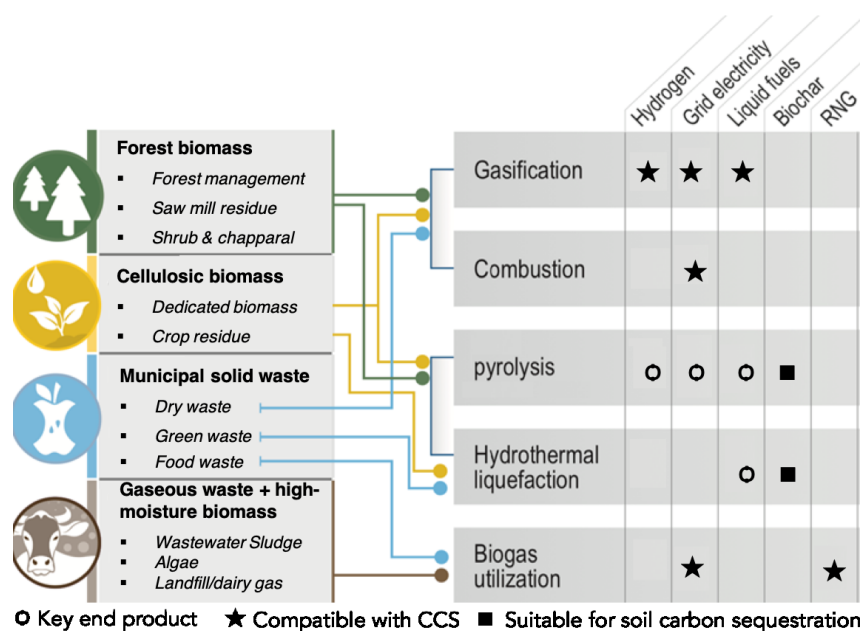 Hydrogen
Grid electricity
Liquid fuels
Biochar
RNG
Forest biomass
▪ Forest management
▪ Saw mill residue
▪ Shrub & chapparal
Cellulosic biomass
▪ Dedicated biomass
▪ Crop residue
Municipal solid waste
▪ Dry waste
▪ Green waste
▪ Food waste
Gaseous waste + high-
moisture biomass
▪ Wastewater Sludge
▪ Algae
▪ Landfill/dairy gas
Gasification
Combustion
pyrolysis
Hydrothermal
liquefaction
Biogas
utilization
Key end product
Compatible with CCS
Suitable for soil carbon sequestration